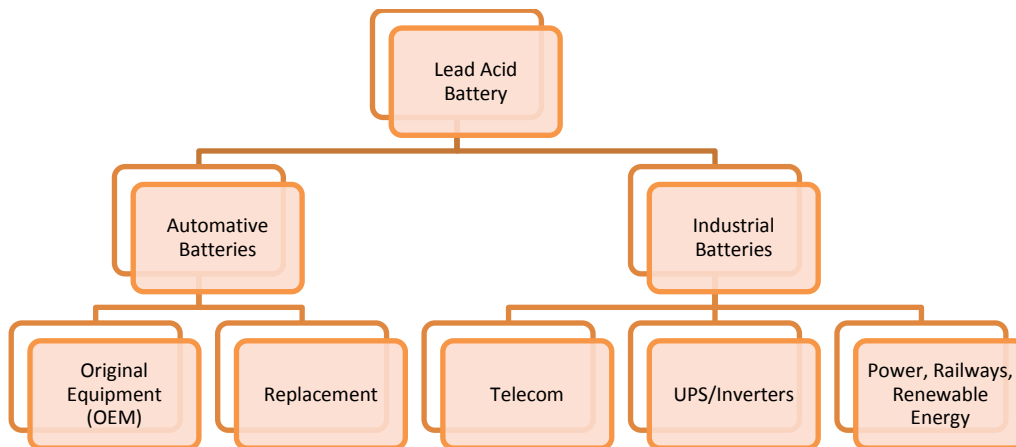 Lead Acid
Battery
Automative
Batteries
Industrial
Batteries
Original
Equipment
(OEM)
Replacement
Telecom
UPS/Inverters
Power, Railways,
Renewable
Energy